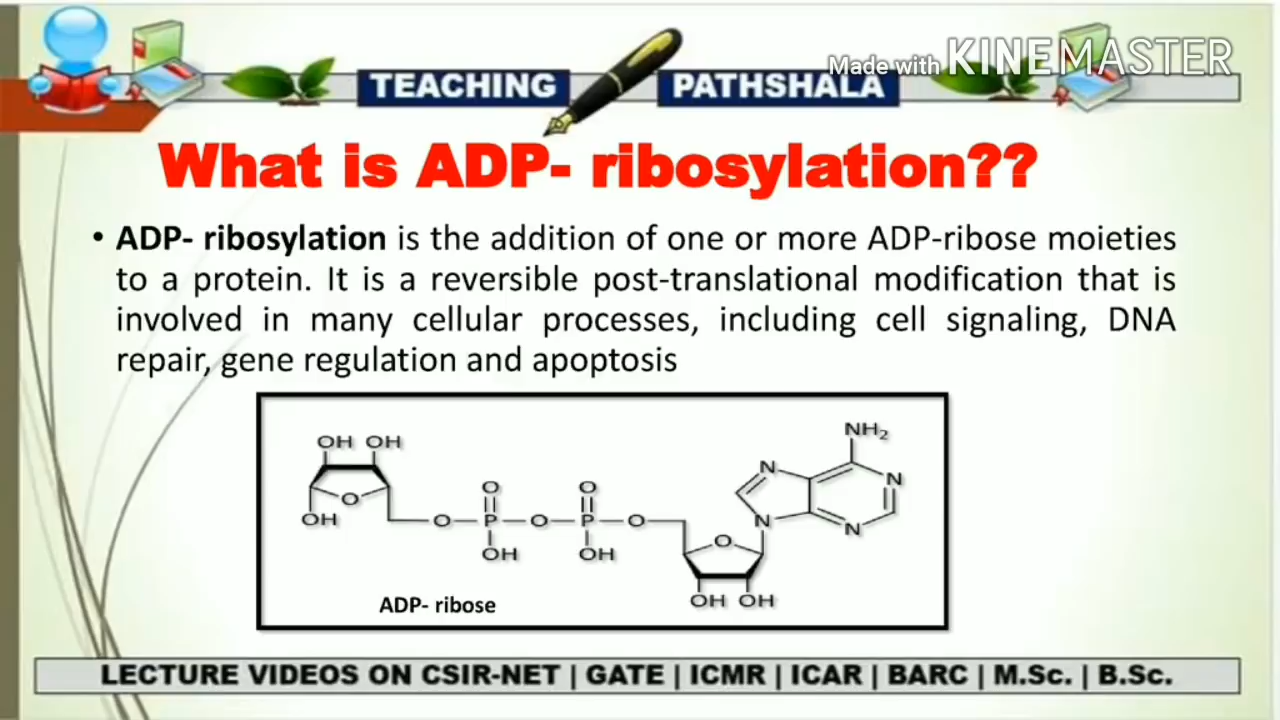 Made with KINEMASTER
TEACHING PATHSHALA
What is ADP- ribosylation??
• ADP- ribosylation is the addition of one or more ADP-ribose moieties
to a protein. It is a reversible post-translational modification that is
involved in many cellular processes, including cell signaling, DNA
repair, gene regulation and apoptosis
NH₂
OH OH
N
N
O
O
O
OH
O P O P O
N
N
OH
OH
O
OH OH
ADP- ribose
LECTURE VIDEOS ON CSIR-NET | GATE | ICMR | ICAR | BARC | M.Sc. | B.Sc.